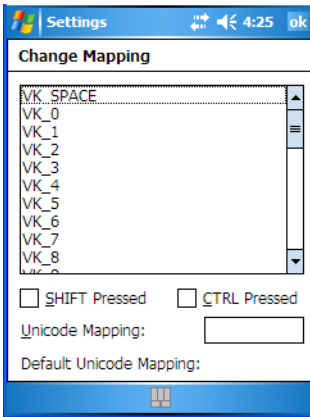 Settings 4:25 ok
Change Mapping
VK_SPACE
VK_0
VK_1
VK_2
VK_3
VK_4
VK_5
VK_6
VK_7
VK_8
SHIFT Pressed CTRL Pressed
Unicode Mapping:
Default Unicode Mapping: